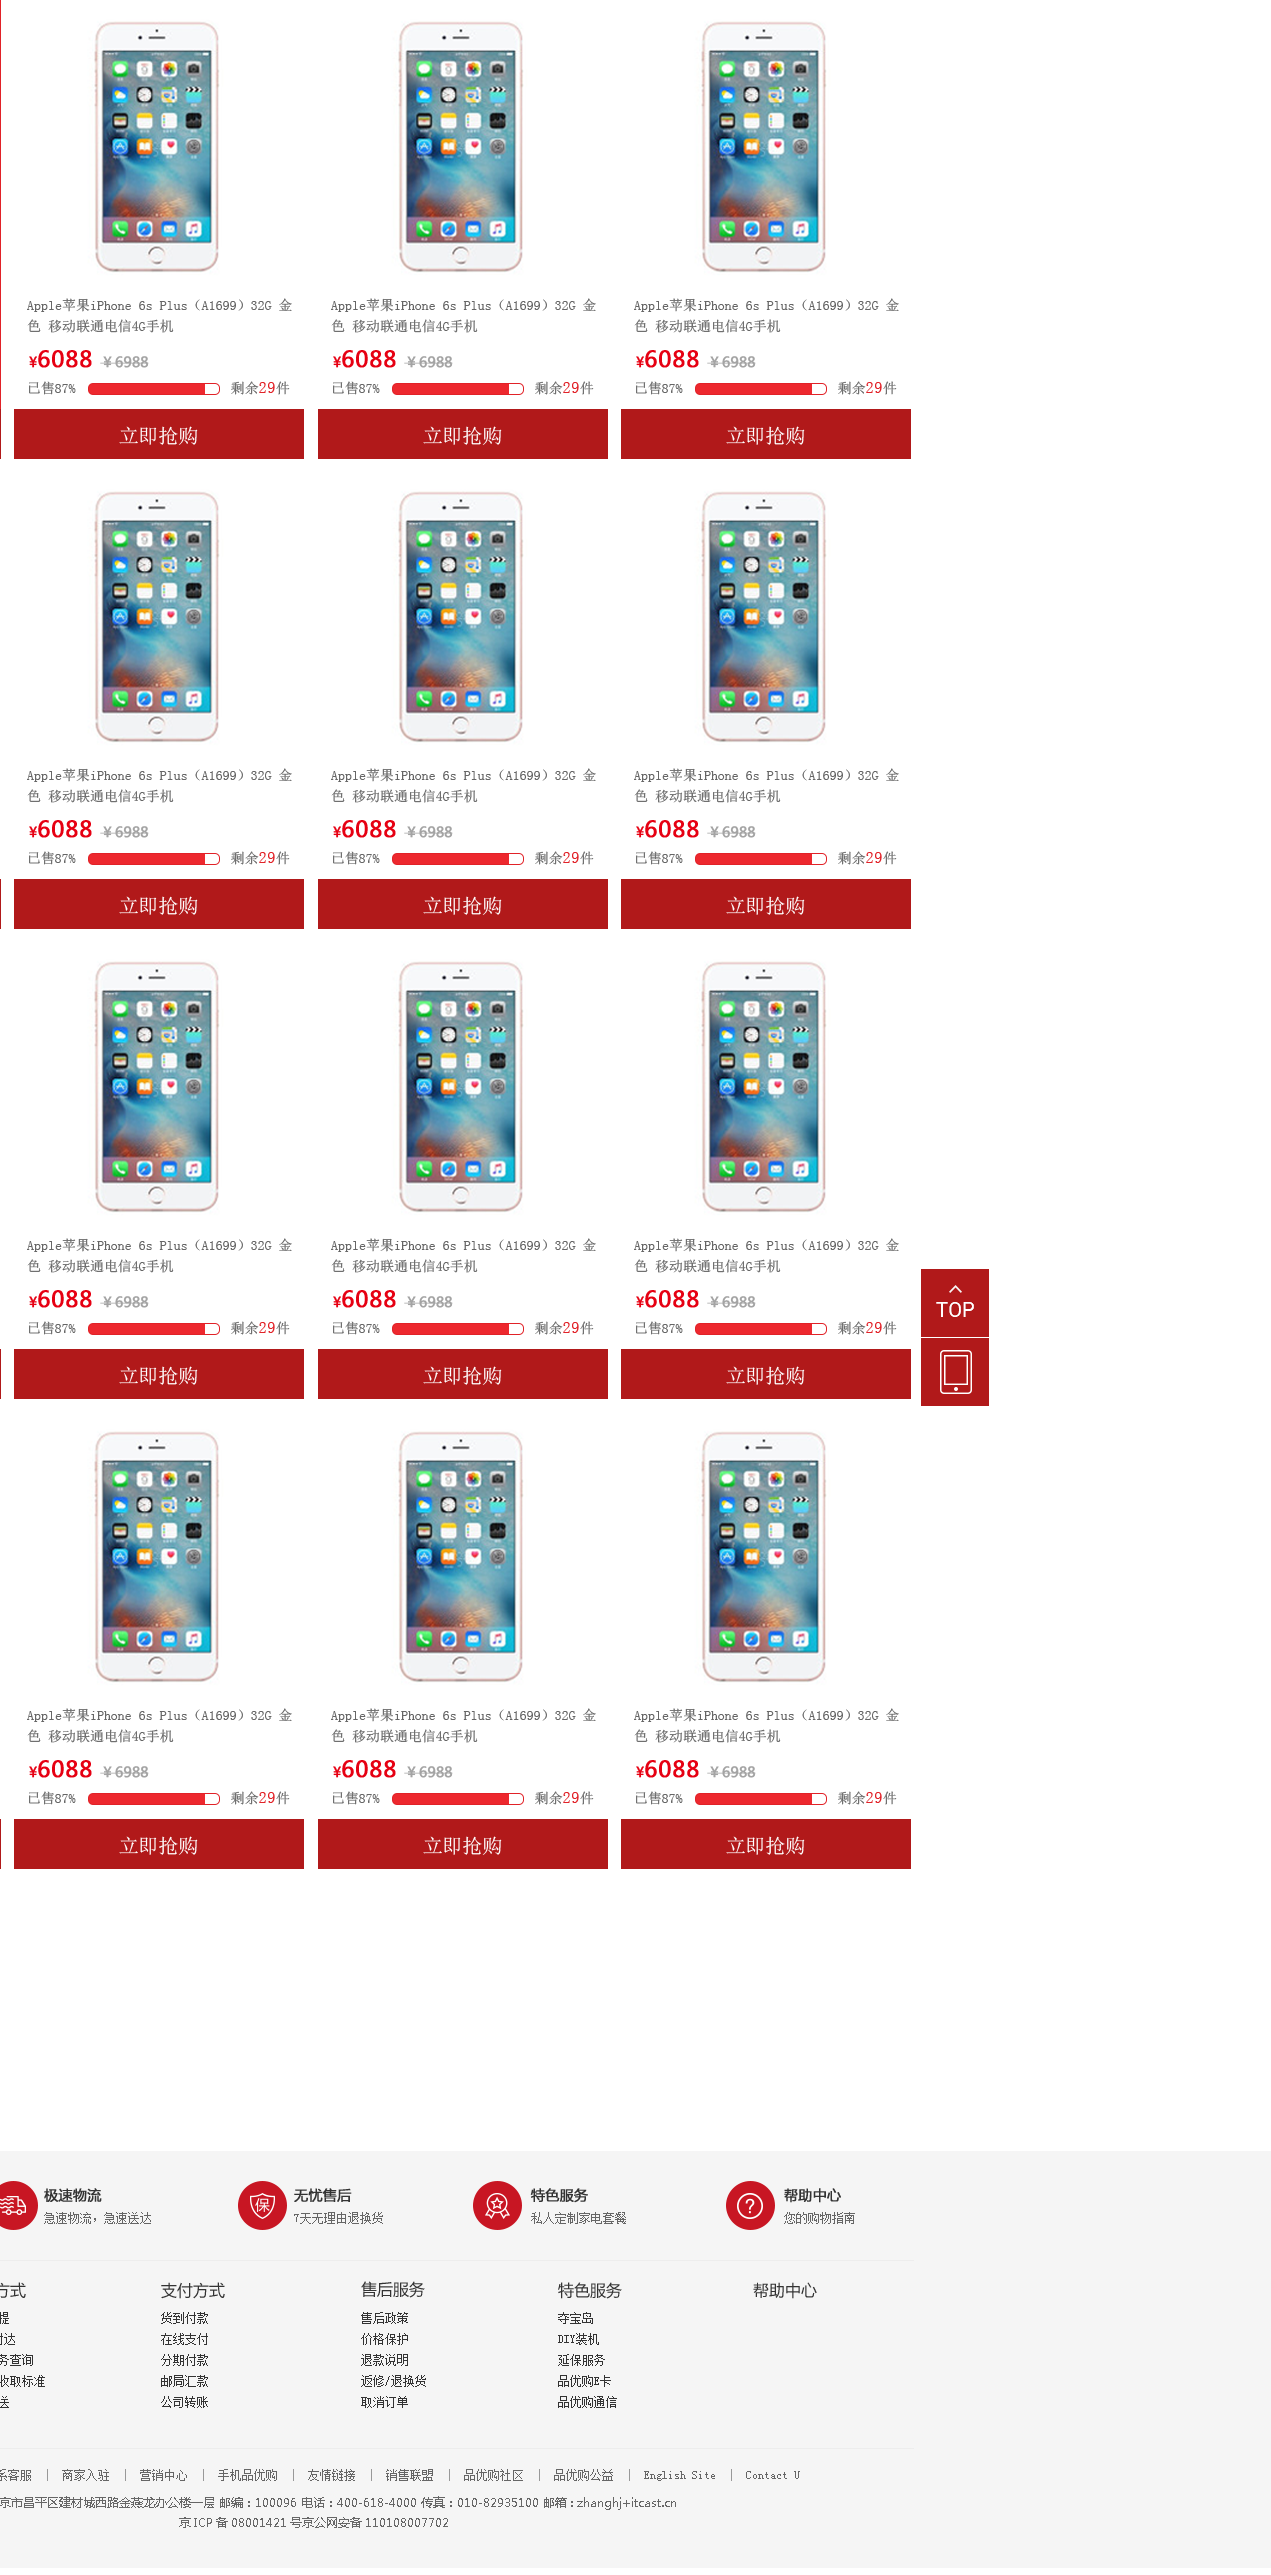 Apple苹果iPhone 6s Plus（A1699）32G 金 Apple苹果iPhone 6s Plus（A1699）32G 金 Apple苹果iPhone 6s Plus（A1699）32G 金
色 移动联通电信4G手机 色 移动联通电信4G手机 色 移动联通电信4G手机
¥6088 ¥6988 ¥6088 ¥6988 ¥6088 ¥6988
已售87% 剩余29件 已售87% 剩余29件 已售87% 剩余29件
立即抢购 立即抢购 立即抢购
Apple苹果iPhone 6s Plus（A1699）32G 金 Apple苹果iPhone 6s Plus（A1699）32G 金 Apple苹果iPhone 6s Plus（A1699）32G 金
色 移动联通电信4G手机 色 移动联通电信4G手机 色 移动联通电信4G手机
¥6088 ¥6988 ¥6088 ¥6988 ¥6088 ¥6988
已售87% 剩余29件 已售87% 剩余29件 已售87% 剩余29件
立即抢购 立即抢购 立即抢购
Apple苹果iPhone 6s Plus（A1699）32G 金 Apple苹果iPhone 6s Plus（A1699）32G 金 Apple苹果iPhone 6s Plus（A1699）32G 金
色 移动联通电信4G手机 色 移动联通电信4G手机 色 移动联通电信4G手机
¥6088 ¥6988 ¥6088 ¥6988 ¥6088 ¥6988
已售87% 剩余29件 已售87% 剩余29件 已售87% 剩余29件
立即抢购 立即抢购 立即抢购
TOP
Apple苹果iPhone 6s Plus（A1699）32G 金 Apple苹果iPhone 6s Plus（A1699）32G 金 Apple苹果iPhone 6s Plus（A1699）32G 金
色 移动联通电信4G手机 色 移动联通电信4G手机 色 移动联通电信4G手机
¥6088 ¥6988 ¥6088 ¥6988 ¥6088 ¥6988
已售87% 剩余29件 已售87% 剩余29件 已售87% 剩余29件
立即抢购 立即抢购 立即抢购
极速物流 保 无忧售后 特色服务 ? 帮助中心
急速物流，急速送达 7天无理由退换货 私人定制家电套餐 您的购物指南
方式 支付方式 售后服务 特色服务 帮助中心
提 货到付款 售后政策 夺宝岛
达 在线支付 价格保护 DIY装机
务查询 分期付款 退款说明 延保服务
收取标准 邮局汇款 返修/退换货 品优购E卡
送 公司转账 取消订单 品优购通信
系客服 | 商家入驻 | 营销中心 | 手机品优购 | 友情链接 | 销售联盟 | 品优购社区 | 品优购公益 | English Site | Contact U
京市昌平区建材城西路金燕龙办公楼一层 邮编：100096 电话：400-618-4000 传真：010-82935100 邮箱：zhanghj+itcast.cn
京 ICP 备 08001421 号京公网安备 110108007702